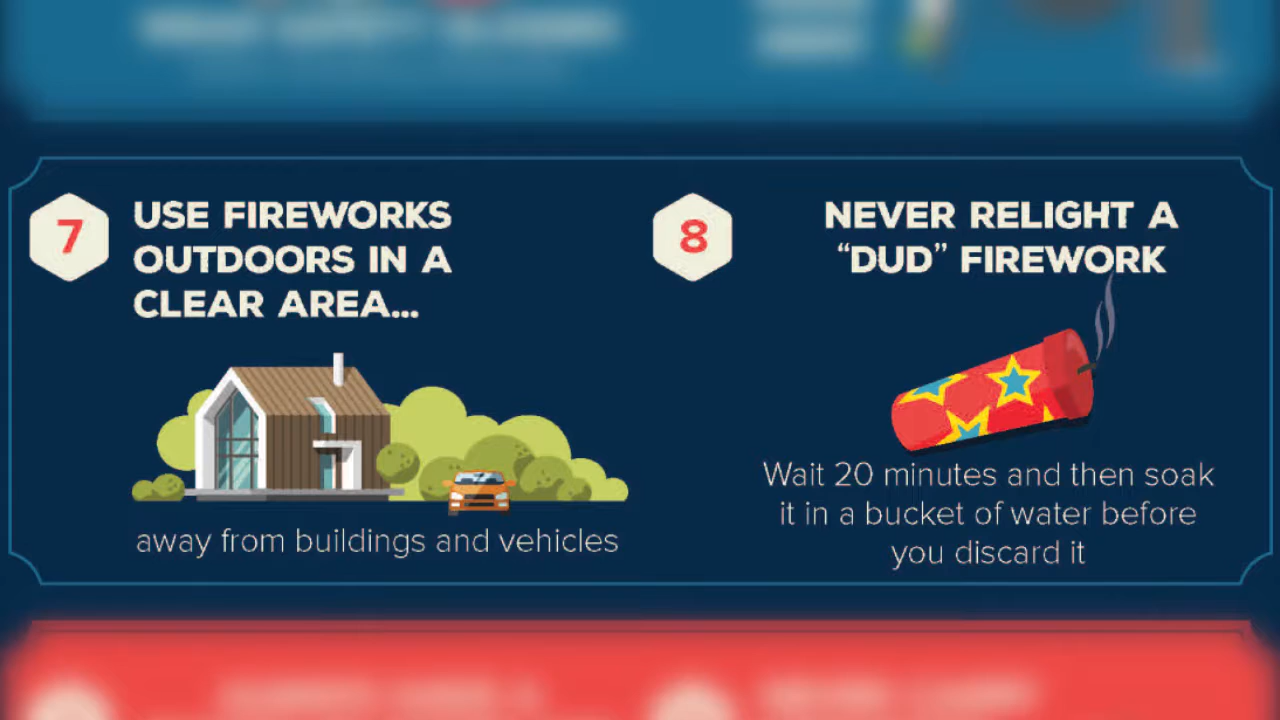 7
USE FIREWORKS
OUTDOORS IN A
CLEAR AREA...
away from buildings and vehicles
8
NEVER RELIGHT A
“DUD” FIREWORK
Wait 20 minutes and then soak
it in a bucket of water before
you discard it